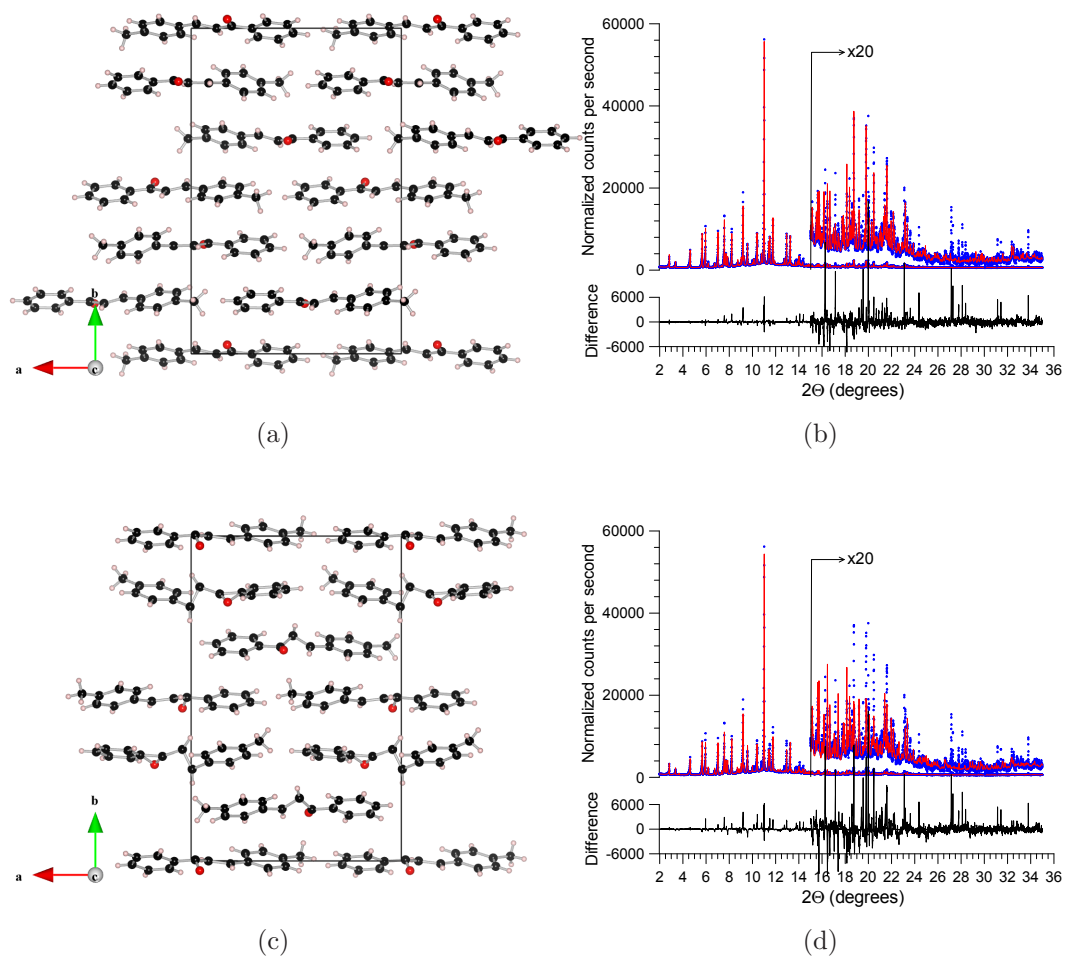 b
a
c
(a)
60000
40000
20000
0
6000
0
-6000
Normalized counts per second
Difference
x20
2 4 6 8 10 12 14 16 18 20 22 24 26 28 30 32 34 36
2Θ (degrees)
(b)
b
a
c
(c)
60000
40000
20000
0
6000
0
-6000
Normalized counts per second
Difference
x20
2 4 6 8 10 12 14 16 18 20 22 24 26 28 30 32 34 36
2Θ (degrees)
(d)